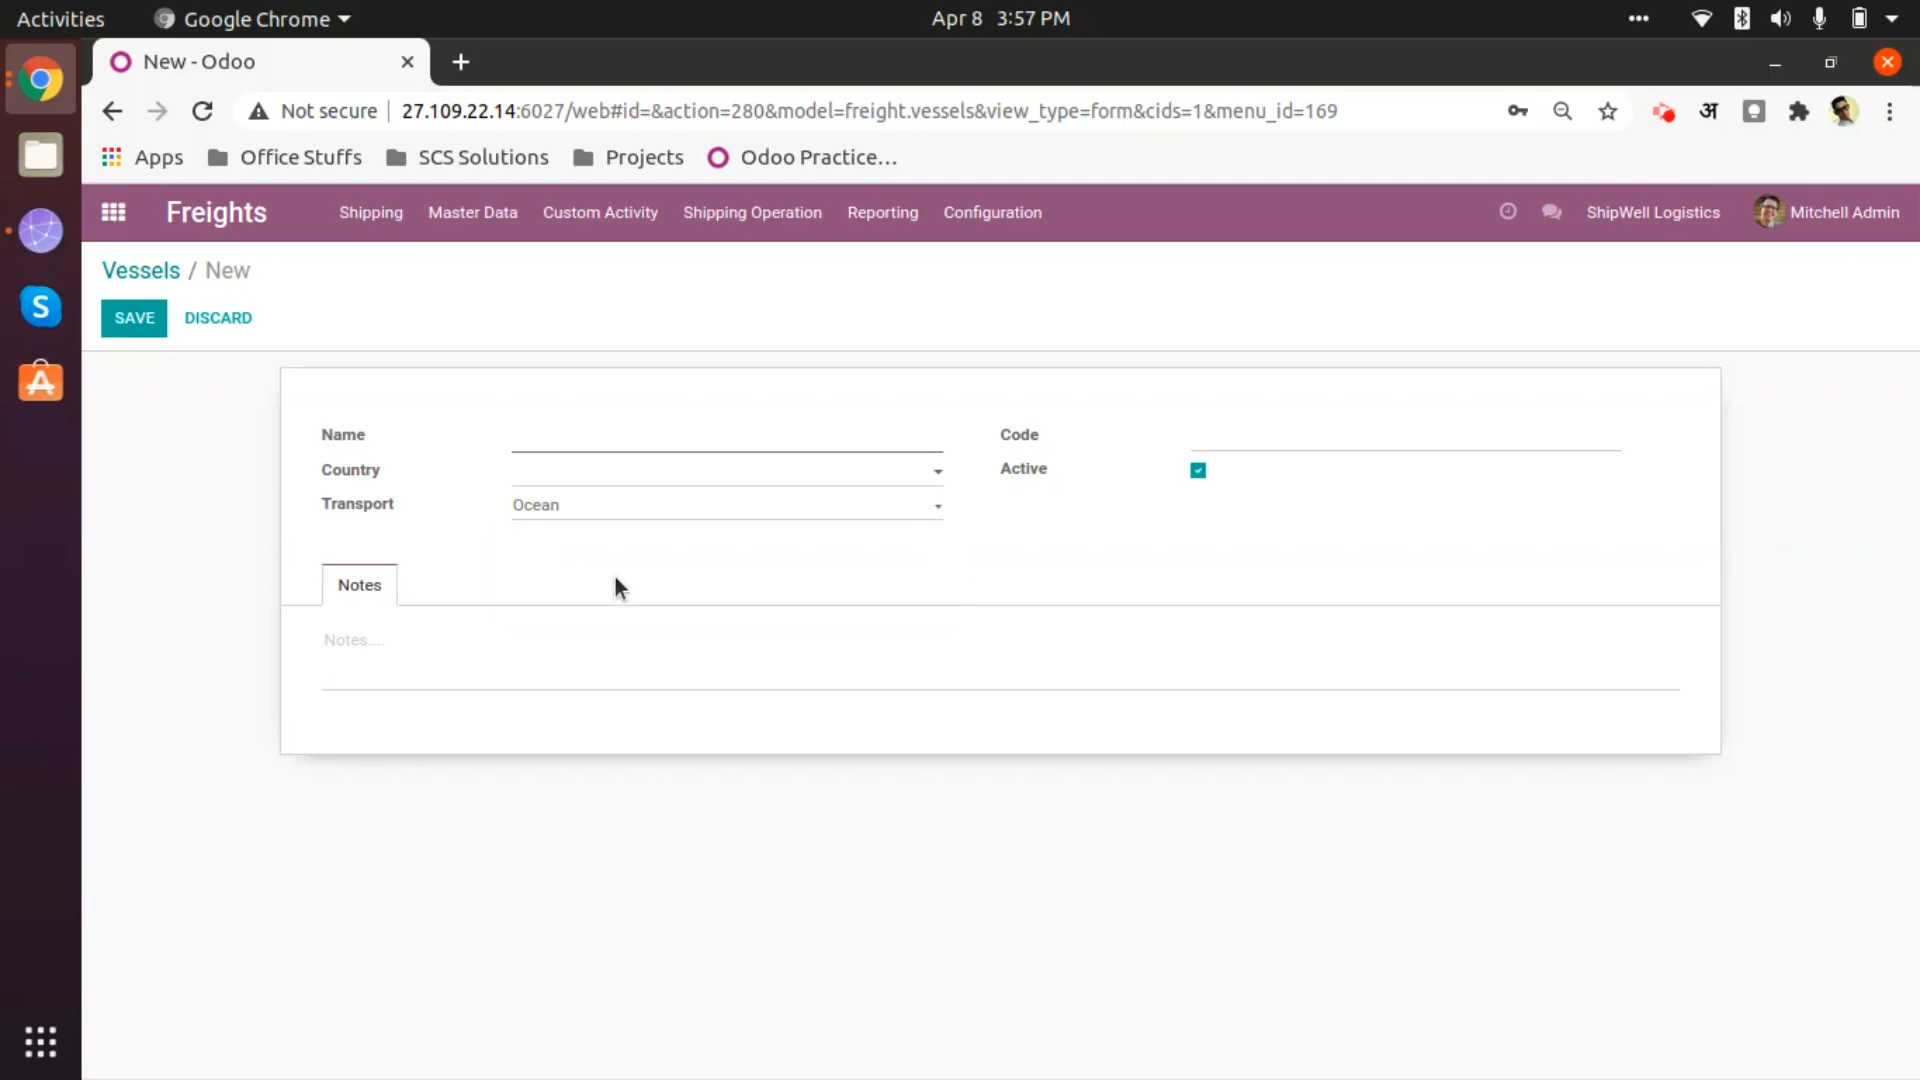 Activities Google Chrome Apr 8 3:57 PM
New - Odoo
Not secure 27.109.22.14:6027/web#id=&action=280&model=freight.vessels&view_type=form&cids=1&menu_id=169 अ
Apps Office Stuffs SCS Solutions Projects Odoo Practice...
Freights Shipping Master Data Custom Activity Shipping Operation Reporting Configuration ShipWell Logistics Mitchell Admin
Vessels / New
SAVE DISCARD
Name Code
Country Active
Transport Ocean
Notes
Notes....